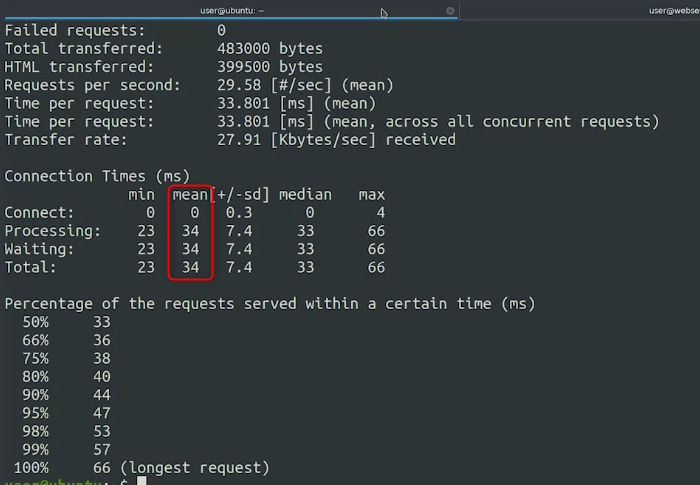 user@ubuntu: ~ user@webse
Failed requests: 0
Total transferred: 483000 bytes
HTML transferred: 399500 bytes
Requests per second: 29.58 [#/sec] (mean)
Time per request: 33.801 [ms] (mean)
Time per request: 33.801 [ms] (mean, across all concurrent requests)
Transfer rate: 27.91 [Kbytes/sec] received
Connection Times (ms)
min mean[+/-sd] median max
Connect: 0 0 0.3 0 4
Processing: 23 34 7.4 33 66
Waiting: 23 34 7.4 33 66
Total: 23 34 7.4 33 66
Percentage of the requests served within a certain time (ms)
50% 33
66% 36
75% 38
80% 40
90% 44
95% 47
98% 53
99% 57
100% 66 (longest request)
user@ubuntu: $